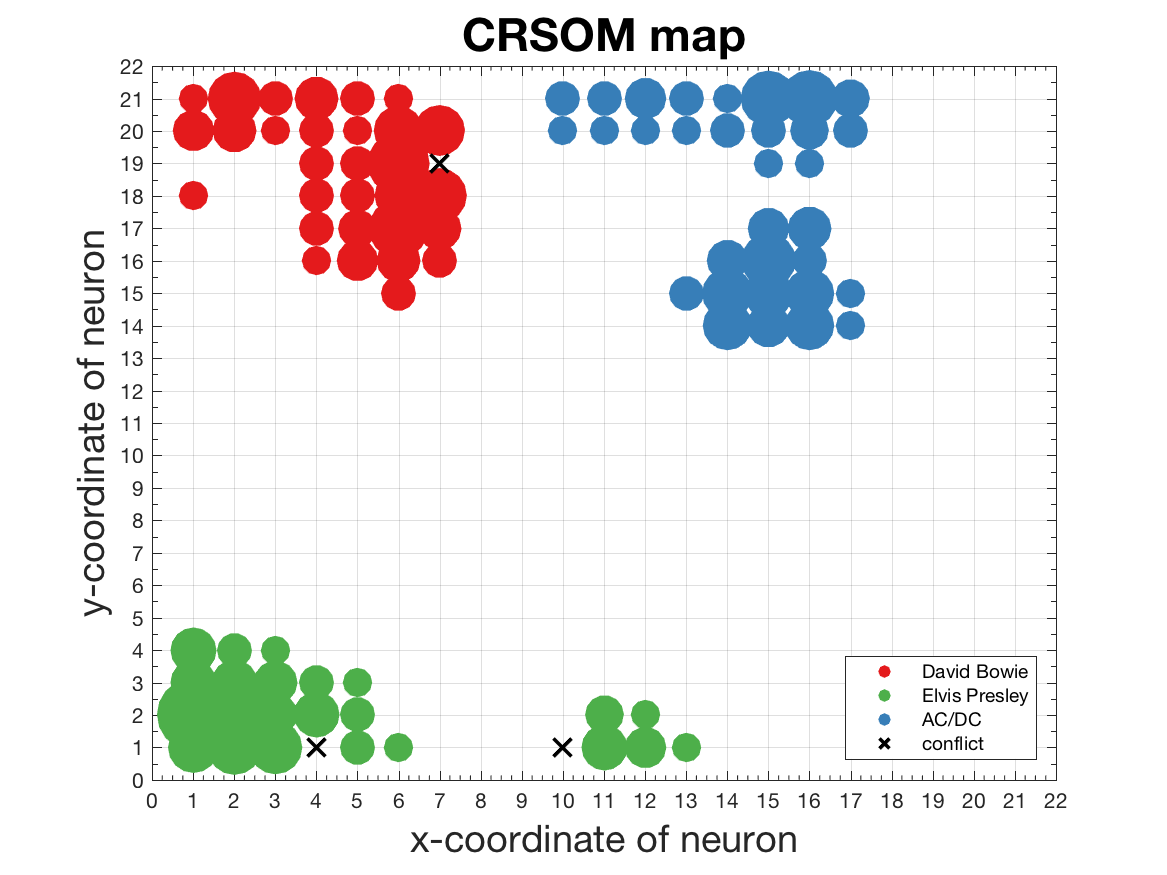 CRSOM map
22
21
20
19
18
17
16
15
14
13
12
11
10
9
8
7
6
5
4
3
2
1
0
y-coordinate of neuron
David Bowie
Elvis Presley
AC/DC
conflict
0 1 2 3 4 5 6 7 8 9 10 11 12 13 14 15 16 17 18 19 20 21 22
x-coordinate of neuron